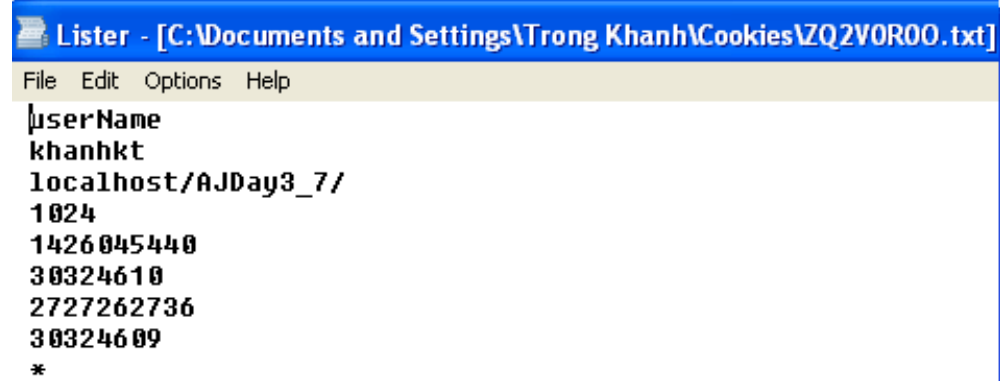 Lister - [C:\Documents and Settings\Trong Khanh\Cookies\ZQ2V0R0O.txt]
File Edit Options Help
userName
khanhkt
localhost/AJDay3_7/
1024
1426045440
30324610
2727262736
30324609
*